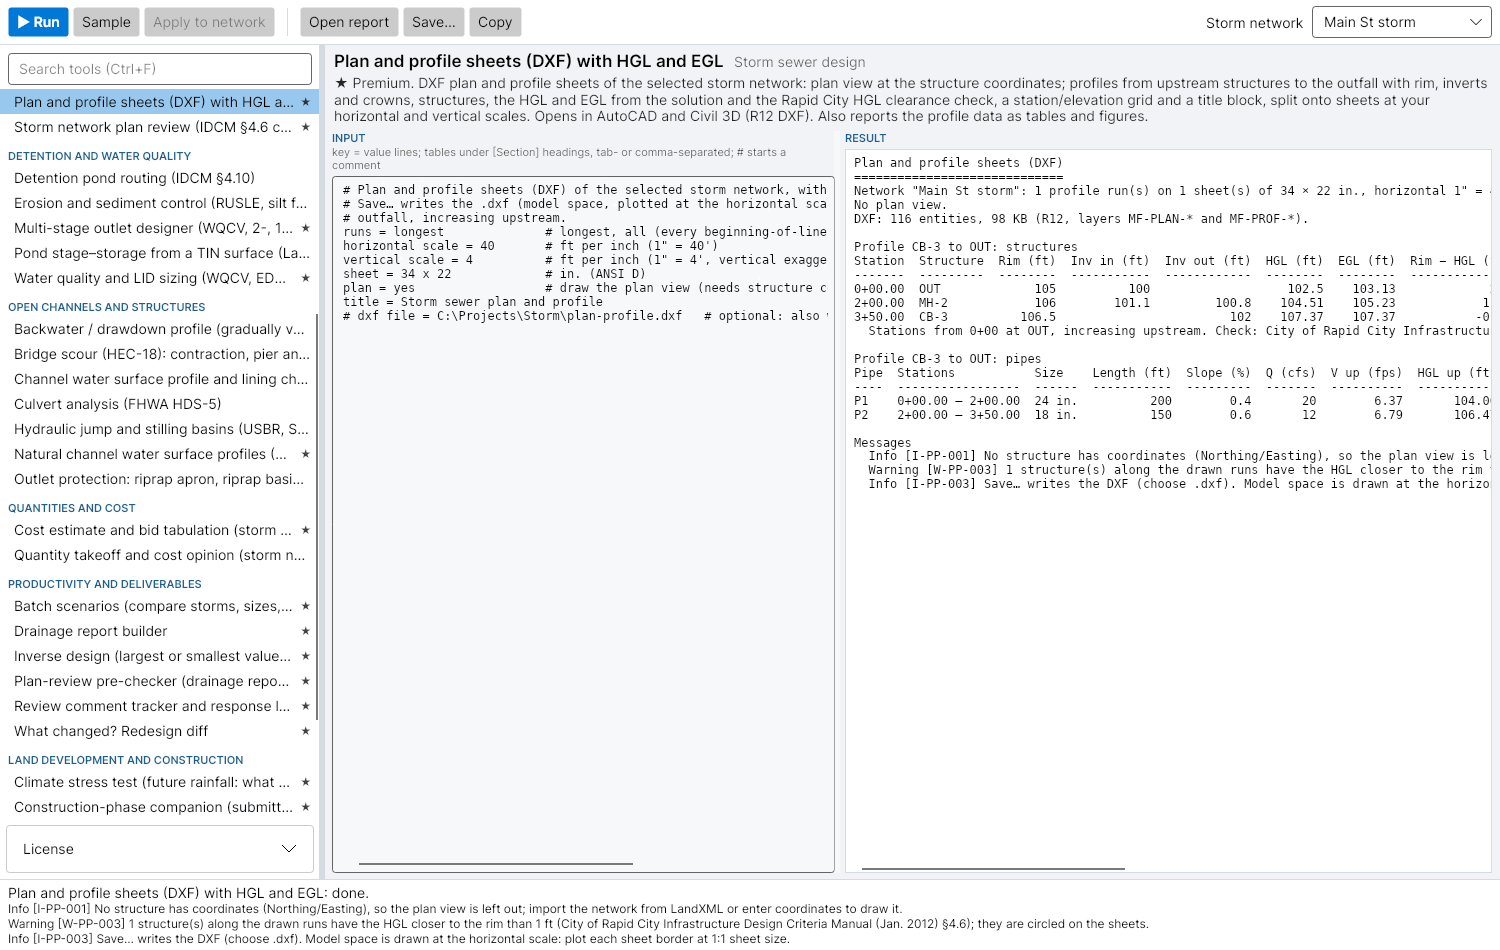 Run
Sample
Apply to network
Open report
Save...
Copy
Storm network
Main St storm
Search tools (Ctrl+F)
Plan and profile sheets (DXF) with HGL a... ★
Storm network plan review (IDCM §4.6 c... ★
DETENTION AND WATER QUALITY
Detention pond routing (IDCM §4.10)
Erosion and sediment control (RUSLE, silt f...
Multi-stage outlet designer (WQCV, 2-, 1... ★
Pond stage–storage from a TIN surface (La...
Water quality and LID sizing (WQCV, ED... ★
OPEN CHANNELS AND STRUCTURES
Backwater / drawdown profile (gradually v...
Bridge scour (HEC-18): contraction, pier an...
Channel water surface profile and lining ch...
Culvert analysis (FHWA HDS-5)
Hydraulic jump and stilling basins (USBR, S...
Natural channel water surface profiles (... ★
Outlet protection: riprap apron, riprap basi...
QUANTITIES AND COST
Cost estimate and bid tabulation (storm ... ★
Quantity takeoff and cost opinion (storm n...
PRODUCTIVITY AND DELIVERABLES
Batch scenarios (compare storms, sizes,... ★
Drainage report builder ★
Inverse design (largest or smallest value... ★
Plan-review pre-checker (drainage repo... ★
Review comment tracker and response l... ★
What changed? Redesign diff ★
LAND DEVELOPMENT AND CONSTRUCTION
Climate stress test (future rainfall: what ... ★
Construction-phase companion (submitt... ★
License
Plan and profile sheets (DXF) with HGL and EGL Storm sewer design
★ Premium. DXF plan and profile sheets of the selected storm network: plan view at the structure coordinates; profiles from upstream structures to the outfall with rim, inverts
and crowns, structures, the HGL and EGL from the solution and the Rapid City HGL clearance check, a station/elevation grid and a title block, split onto sheets at your
horizontal and vertical scales. Opens in AutoCAD and Civil 3D (R12 DXF). Also reports the profile data as tables and figures.
INPUT
key = value lines; tables under [Section] headings, tab- or comma-separated; # starts a
comment
# Plan and profile sheets (DXF) of the selected storm network, with
# Save… writes the .dxf (model space, plotted at the horizontal sca
# outfall, increasing upstream.
runs = longest # longest, all (every beginning-of-line
horizontal scale = 40 # ft per inch (1" = 40')
vertical scale = 4 # ft per inch (1" = 4', vertical exagge
sheet = 34 x 22 # in. (ANSI D)
plan = yes # draw the plan view (needs structure c
title = Storm sewer plan and profile
# dxf file = C:\Projects\Storm\plan-profile.dxf # optional: also
RESULT
Plan and profile sheets (DXF)
=============================
Network "Main St storm": 1 profile run(s) on 1 sheet(s) of 34 × 22 in., horizontal 1" =
No plan view.
DXF: 116 entities, 98 KB (R12, layers MF-PLAN-* and MF-PROF-*).
Profile CB-3 to OUT: structures
Station Structure Rim (ft) Inv in (ft) Inv out (ft) HGL (ft) EGL (ft) Rim − HGL (
------- --------- -------- ----------- ------------ -------- -------- -----------
0+00.00 OUT 105 100 102.5 103.13
2+00.00 MH-2 106 101.1 100.8 104.51 105.23 1
3+50.00 CB-3 106.5 102 107.37 107.37 -0
Stations from 0+00 at OUT, increasing upstream. Check: City of Rapid City Infrastructu
Profile CB-3 to OUT: pipes
Pipe Stations Size Length (ft) Slope (%) Q (cfs) V up (fps) HGL up (ft
---- ----------------- ------ ----------- --------- ------- ---------- ----------
P1 0+00.00 – 2+00.00 24 in. 200 0.4 20 6.37 104.0
P2 2+00.00 – 3+50.00 18 in. 150 0.6 12 6.79 106.4
Messages
Info [I-PP-001] No structure has coordinates (Northing/Easting), so the plan view is l
Warning [W-PP-003] 1 structure(s) along the drawn runs have the HGL closer to the rim
Info [I-PP-003] Save… writes the DXF (choose .dxf). Model space is drawn at the horizo
Plan and profile sheets (DXF) with HGL and EGL: done.
Info [I-PP-001] No structure has coordinates (Northing/Easting), so the plan view is left out; import the network from LandXML or enter coordinates to draw it.
Warning [W-PP-003] 1 structure(s) along the drawn runs have the HGL closer to the rim than 1 ft (City of Rapid City Infrastructure Design Criteria Manual (Jan. 2012) §4.6); they are circled on the sheets.
Info [I-PP-003] Save… writes the DXF (choose .dxf). Model space is drawn at the horizontal scale: plot each sheet border at 1:1 sheet size.